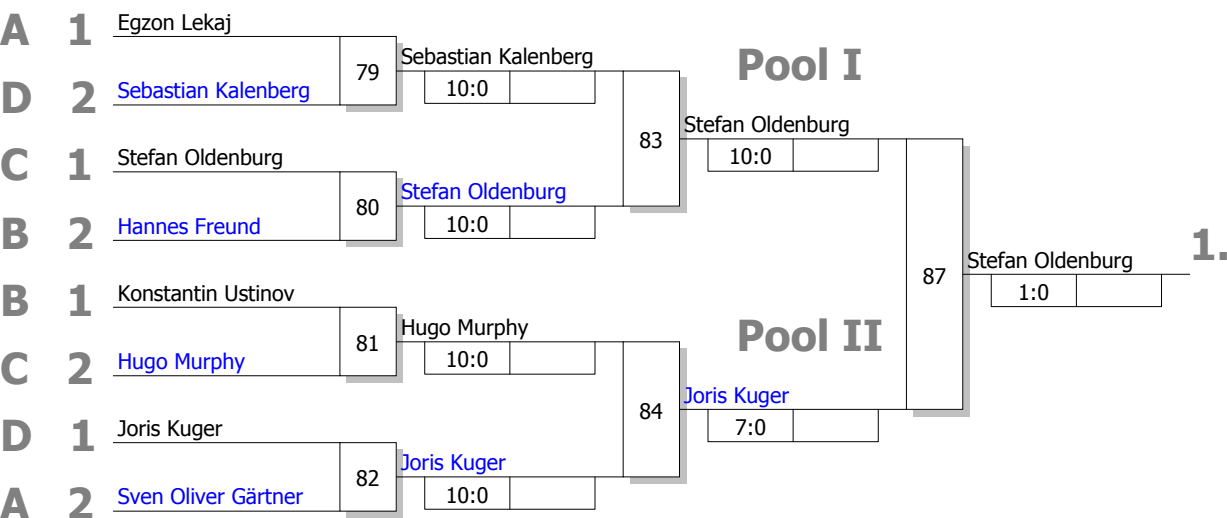 A 1 Egzon Lekaj
79 Sebastian Kalenberg
10:0
Pool I
D 2 Sebastian Kalenberg
83 Stefan Oldenburg
10:0
C 1 Stefan Oldenburg
80 Stefan Oldenburg
10:0
B 2 Hannes Freund
87 Stefan Oldenburg 1.
1:0
B 1 Konstantin Ustinov
81 Hugo Murphy
10:0
Pool II
C 2 Hugo Murphy
84 Joris Kuger
7:0
D 1 Joris Kuger
82 Joris Kuger
10:0
A 2 Sven Oliver Gärtner